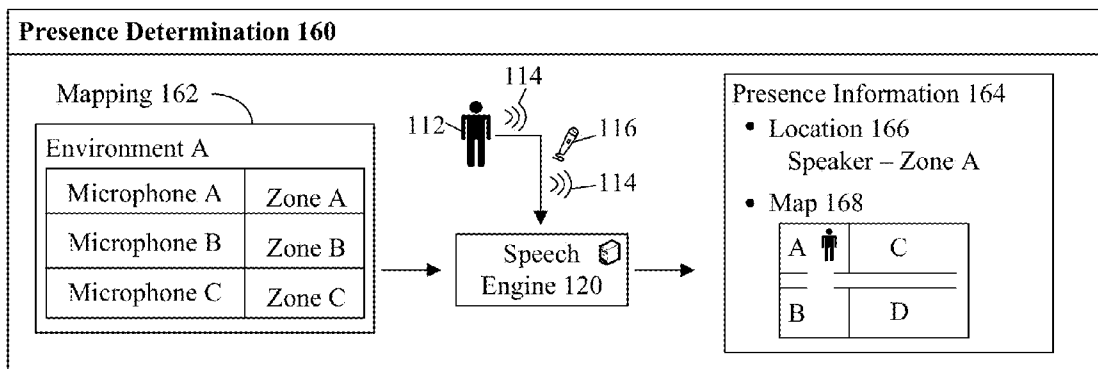 Presence Determination 160
Mapping 162
Environment A
Microphone A Zone A
Microphone B Zone B
Microphone C Zone C
114
112
116
114
Speech
Engine 120
Presence Information 164
• Location 166
Speaker – Zone A
• Map 168
A C
B D